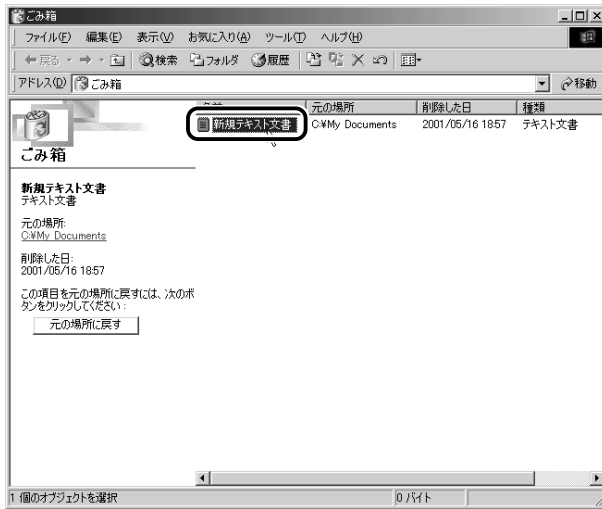 ごみ箱
ファイル(F) 編集(E) 表示(V) お気に入り(A) ツール(T) ヘルプ(H)
戻る 検索 フォルダ 履歴
アドレス(D) ごみ箱 移動
元の場所 削除した日 種類
新規テキスト文書 C:¥My Documents 2001/05/16 18:57 テキスト文書
ごみ箱
新規テキスト文書
テキスト文書
元の場所:
C:¥My Documents
削除した日:
2001/05/16 18:57
この項目を元の場所に戻すには、次のボ
タンをクリックしてください:
元の場所に戻す
1 個のオブジェクトを選択 0 バイト